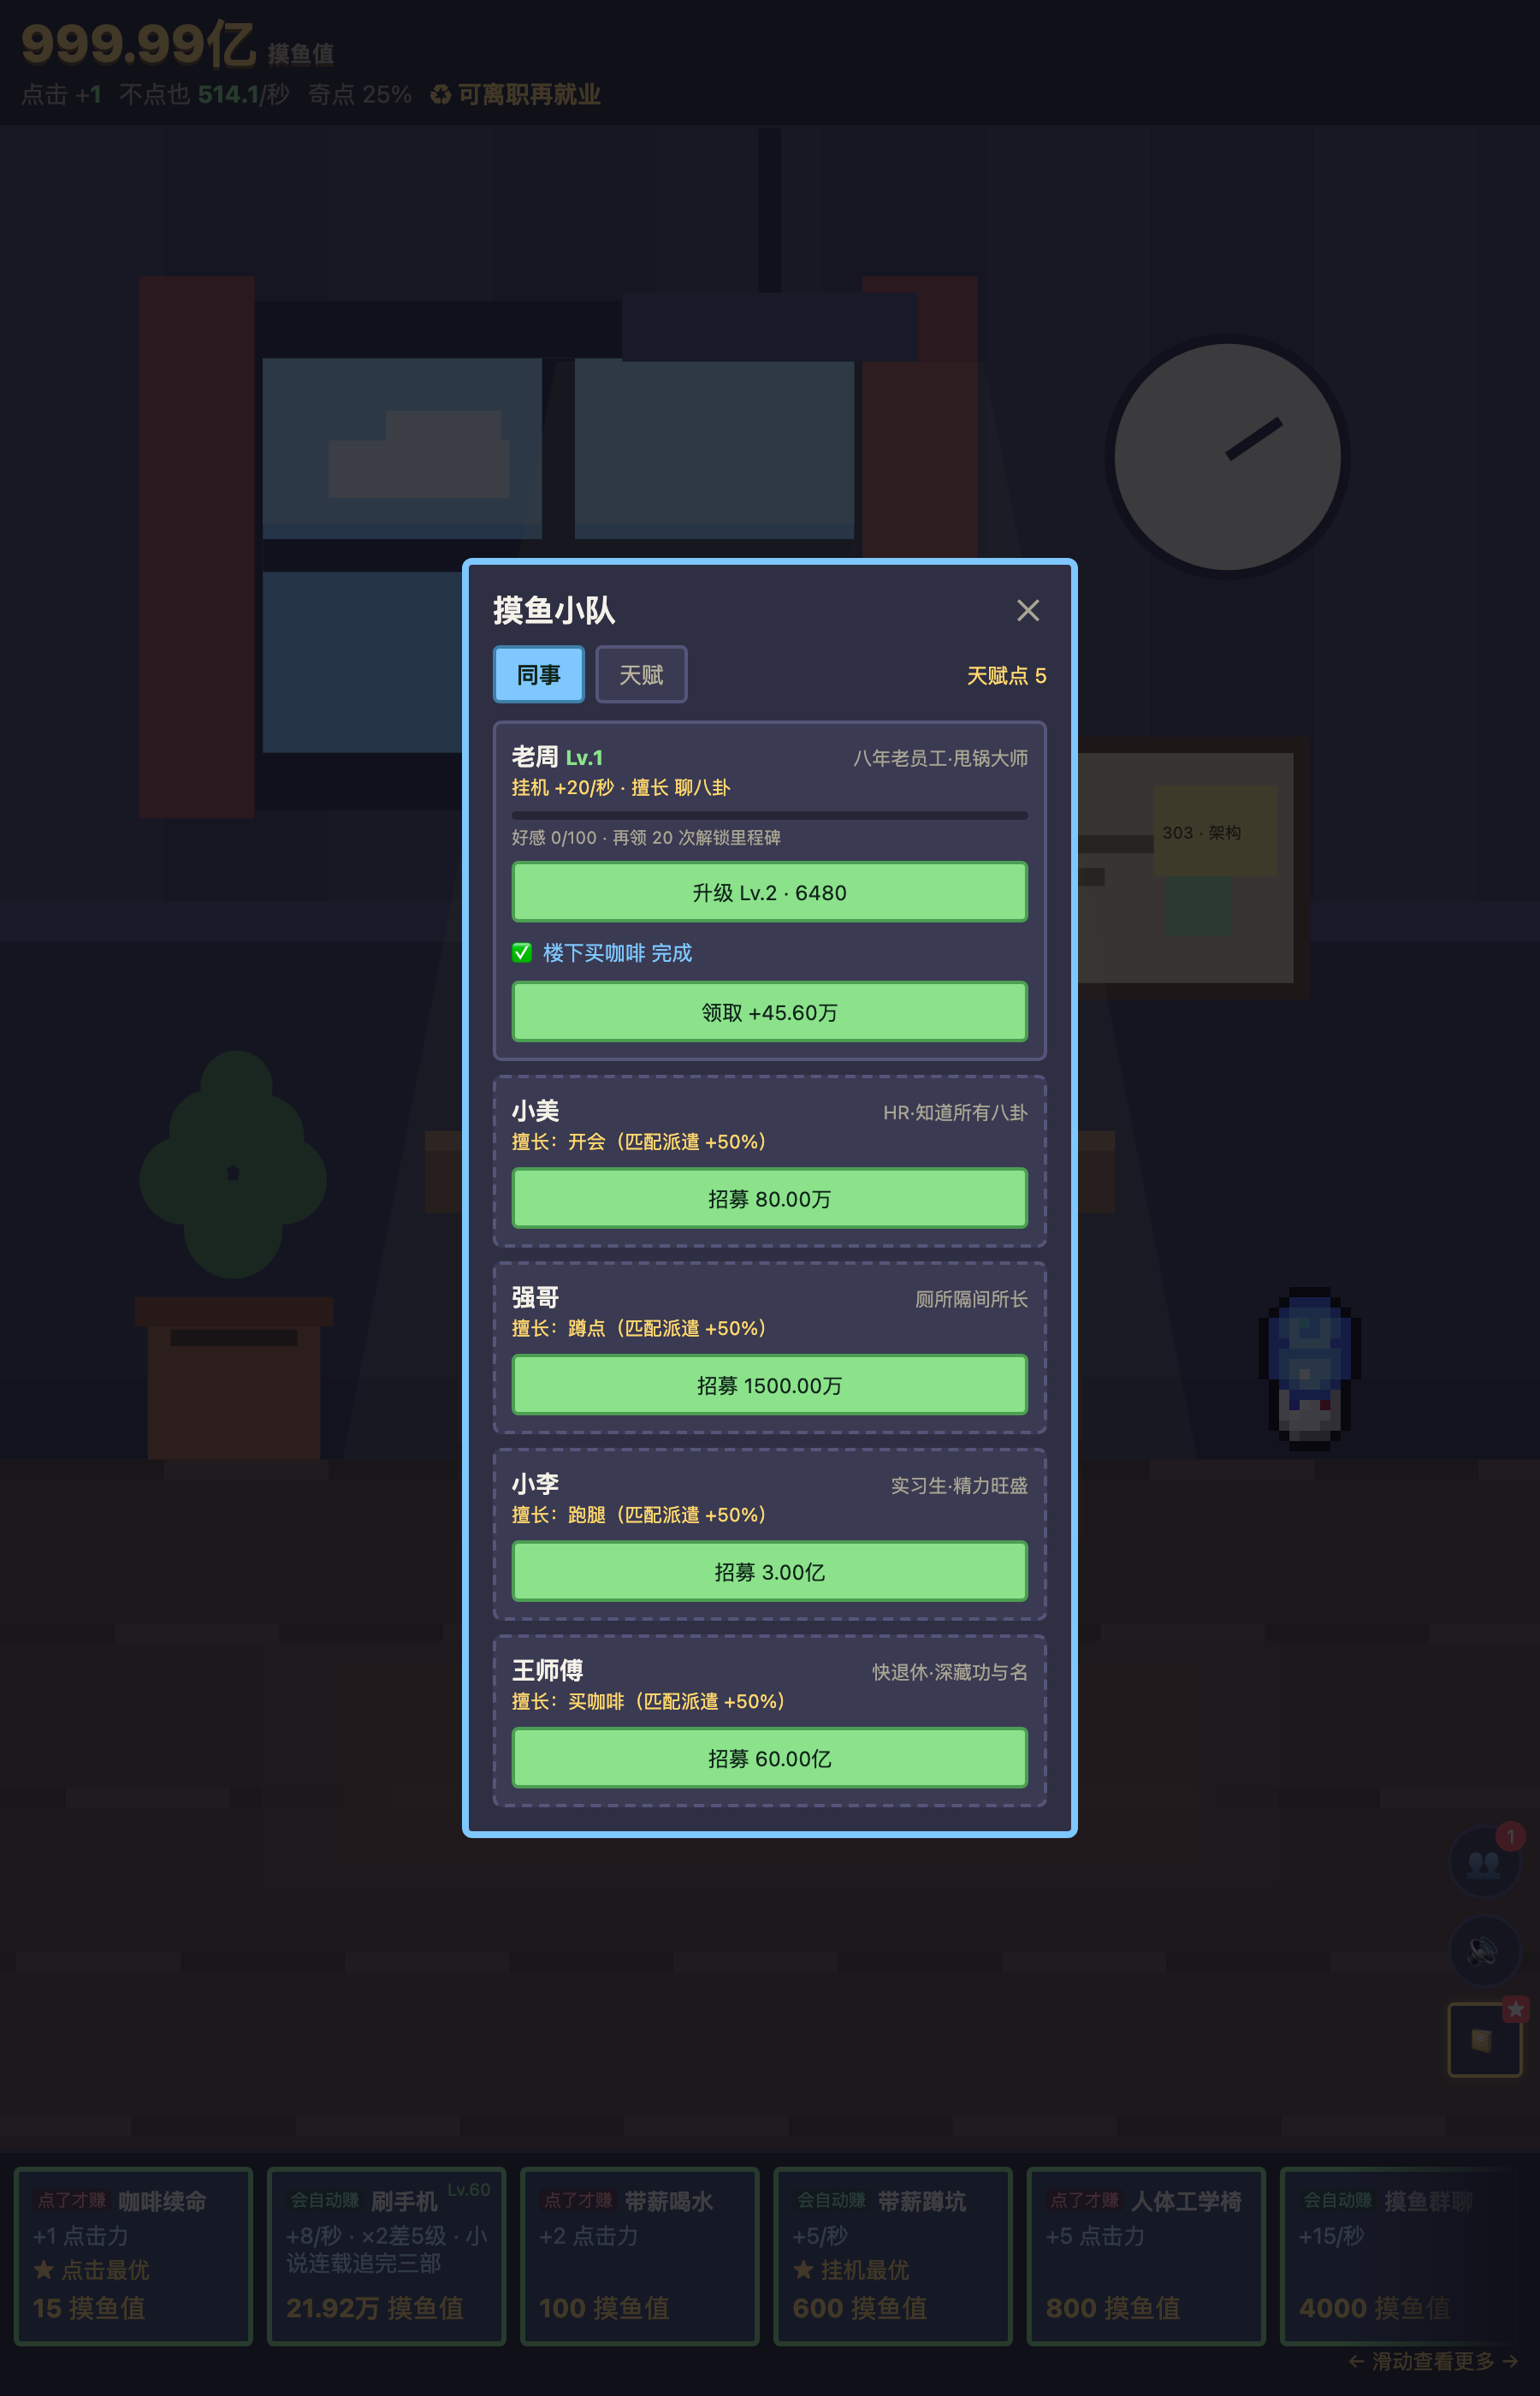 999.99亿 摸鱼值
点击 +1 不点也 514.1/秒 奇点 25% ♻ 可离职再就业
303 · 架构
摸鱼小队 ×
同事 天赋 天赋点 5
老周 Lv.1 八年老员工·甩锅大师
挂机 +20/秒 · 擅长 聊八卦
好感 0/100 · 再领 20 次解锁里程碑
升级 Lv.2 · 6480
✅ 楼下买咖啡 完成
领取 +45.60万
小美 HR·知道所有八卦
擅长：开会（匹配派遣 +50%）
招募 80.00万
强哥 厕所隔间所长
擅长：蹲点（匹配派遣 +50%）
招募 1500.00万
小李 实习生·精力旺盛
擅长：跑腿（匹配派遣 +50%）
招募 3.00亿
王师傅 快退休·深藏功与名
擅长：买咖啡（匹配派遣 +50%）
招募 60.00亿
1
点了才赚 咖啡续命
+1 点击力
★ 点击最优
15 摸鱼值
会自动赚 刷手机 Lv.60
+8/秒 · ×2差5级 · 小
说连载追完三部
21.92万 摸鱼值
点了才赚 带薪喝水
+2 点击力
100 摸鱼值
会自动赚 带薪蹲坑
+5/秒
★ 挂机最优
600 摸鱼值
点了才赚 人体工学椅
+5 点击力
800 摸鱼值
会自动赚 摸鱼群聊
+15/秒
4000 摸鱼值
← 滑动查看更多 →